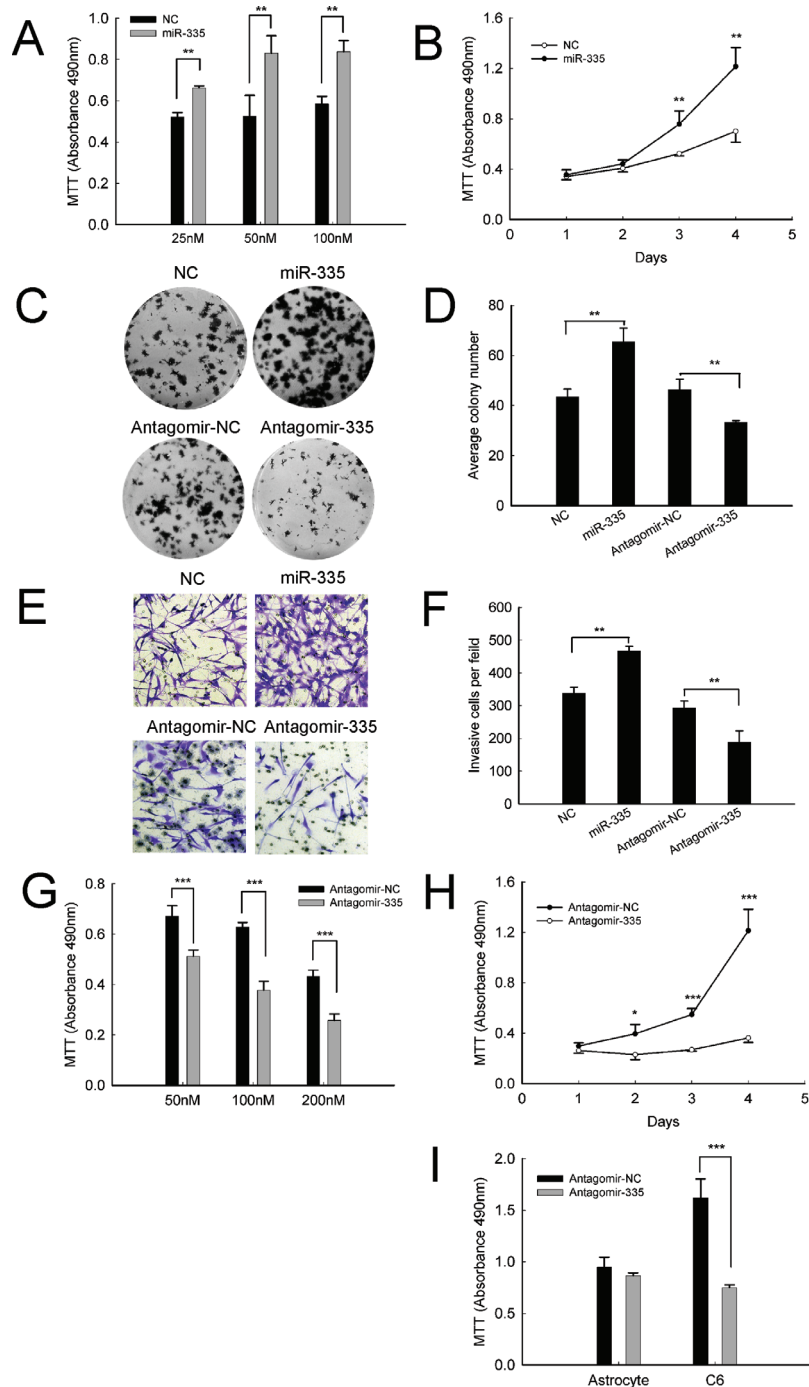 A
MTT (Absorbance 490nm)
1.0
0.8
0.6
0.4
0.2
0.0
NC
miR-335
**
**
**
25nM
50nM
100nM
B
MTT (Absorbance 490nm)
1.6
1.2
0.8
0.4
0.0
NC
miR-335
**
**
0
1
2
3
4
5
Days
C
NC
miR-335
Antagomir-NC
Antagomir-335
D
Average colony number
80
60
40
20
0
**
**
NC
miR-335
Antagomir-NC
Antagomir-335
E
NC
miR-335
Antagomir-NC
Antagomir-335
F
Invasive cells per feild
600
500
400
300
200
100
0
**
**
NC
miR-335
Antagomir-NC
Antagomir-335
G
MTT (Absorbance 490nm)
0.8
0.6
0.4
0.2
0.0
***
***
***
Antagomir-NC
Antagomir-335
50nM
100nM
200nM
H
MTT (Absorbance 490nm)
1.6
1.2
0.8
0.4
0.0
Antagomir-NC
Antagomir-335
*
***
***
0
1
2
3
4
5
Days
I
MTT (Absorbance 490nm)
2.0
1.5
1.0
0.5
0.0
Antagomir-NC
Antagomir-335
***
Astrocyte
C6